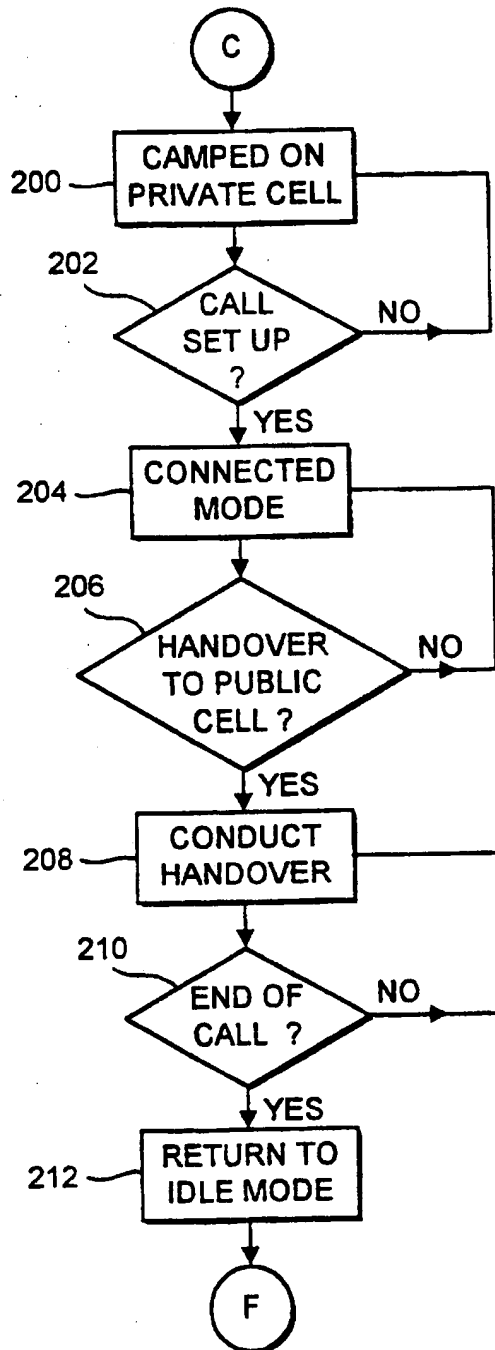 C
200
CAMPED ON
PRIVATE CELL
202
CALL
SET UP
?
NO
YES
204
CONNECTED
MODE
206
HANDOVER
TO PUBLIC
CELL ?
NO
YES
208
CONDUCT
HANDOVER
210
END OF
CALL ?
NO
YES
212
RETURN TO
IDLE MODE
F